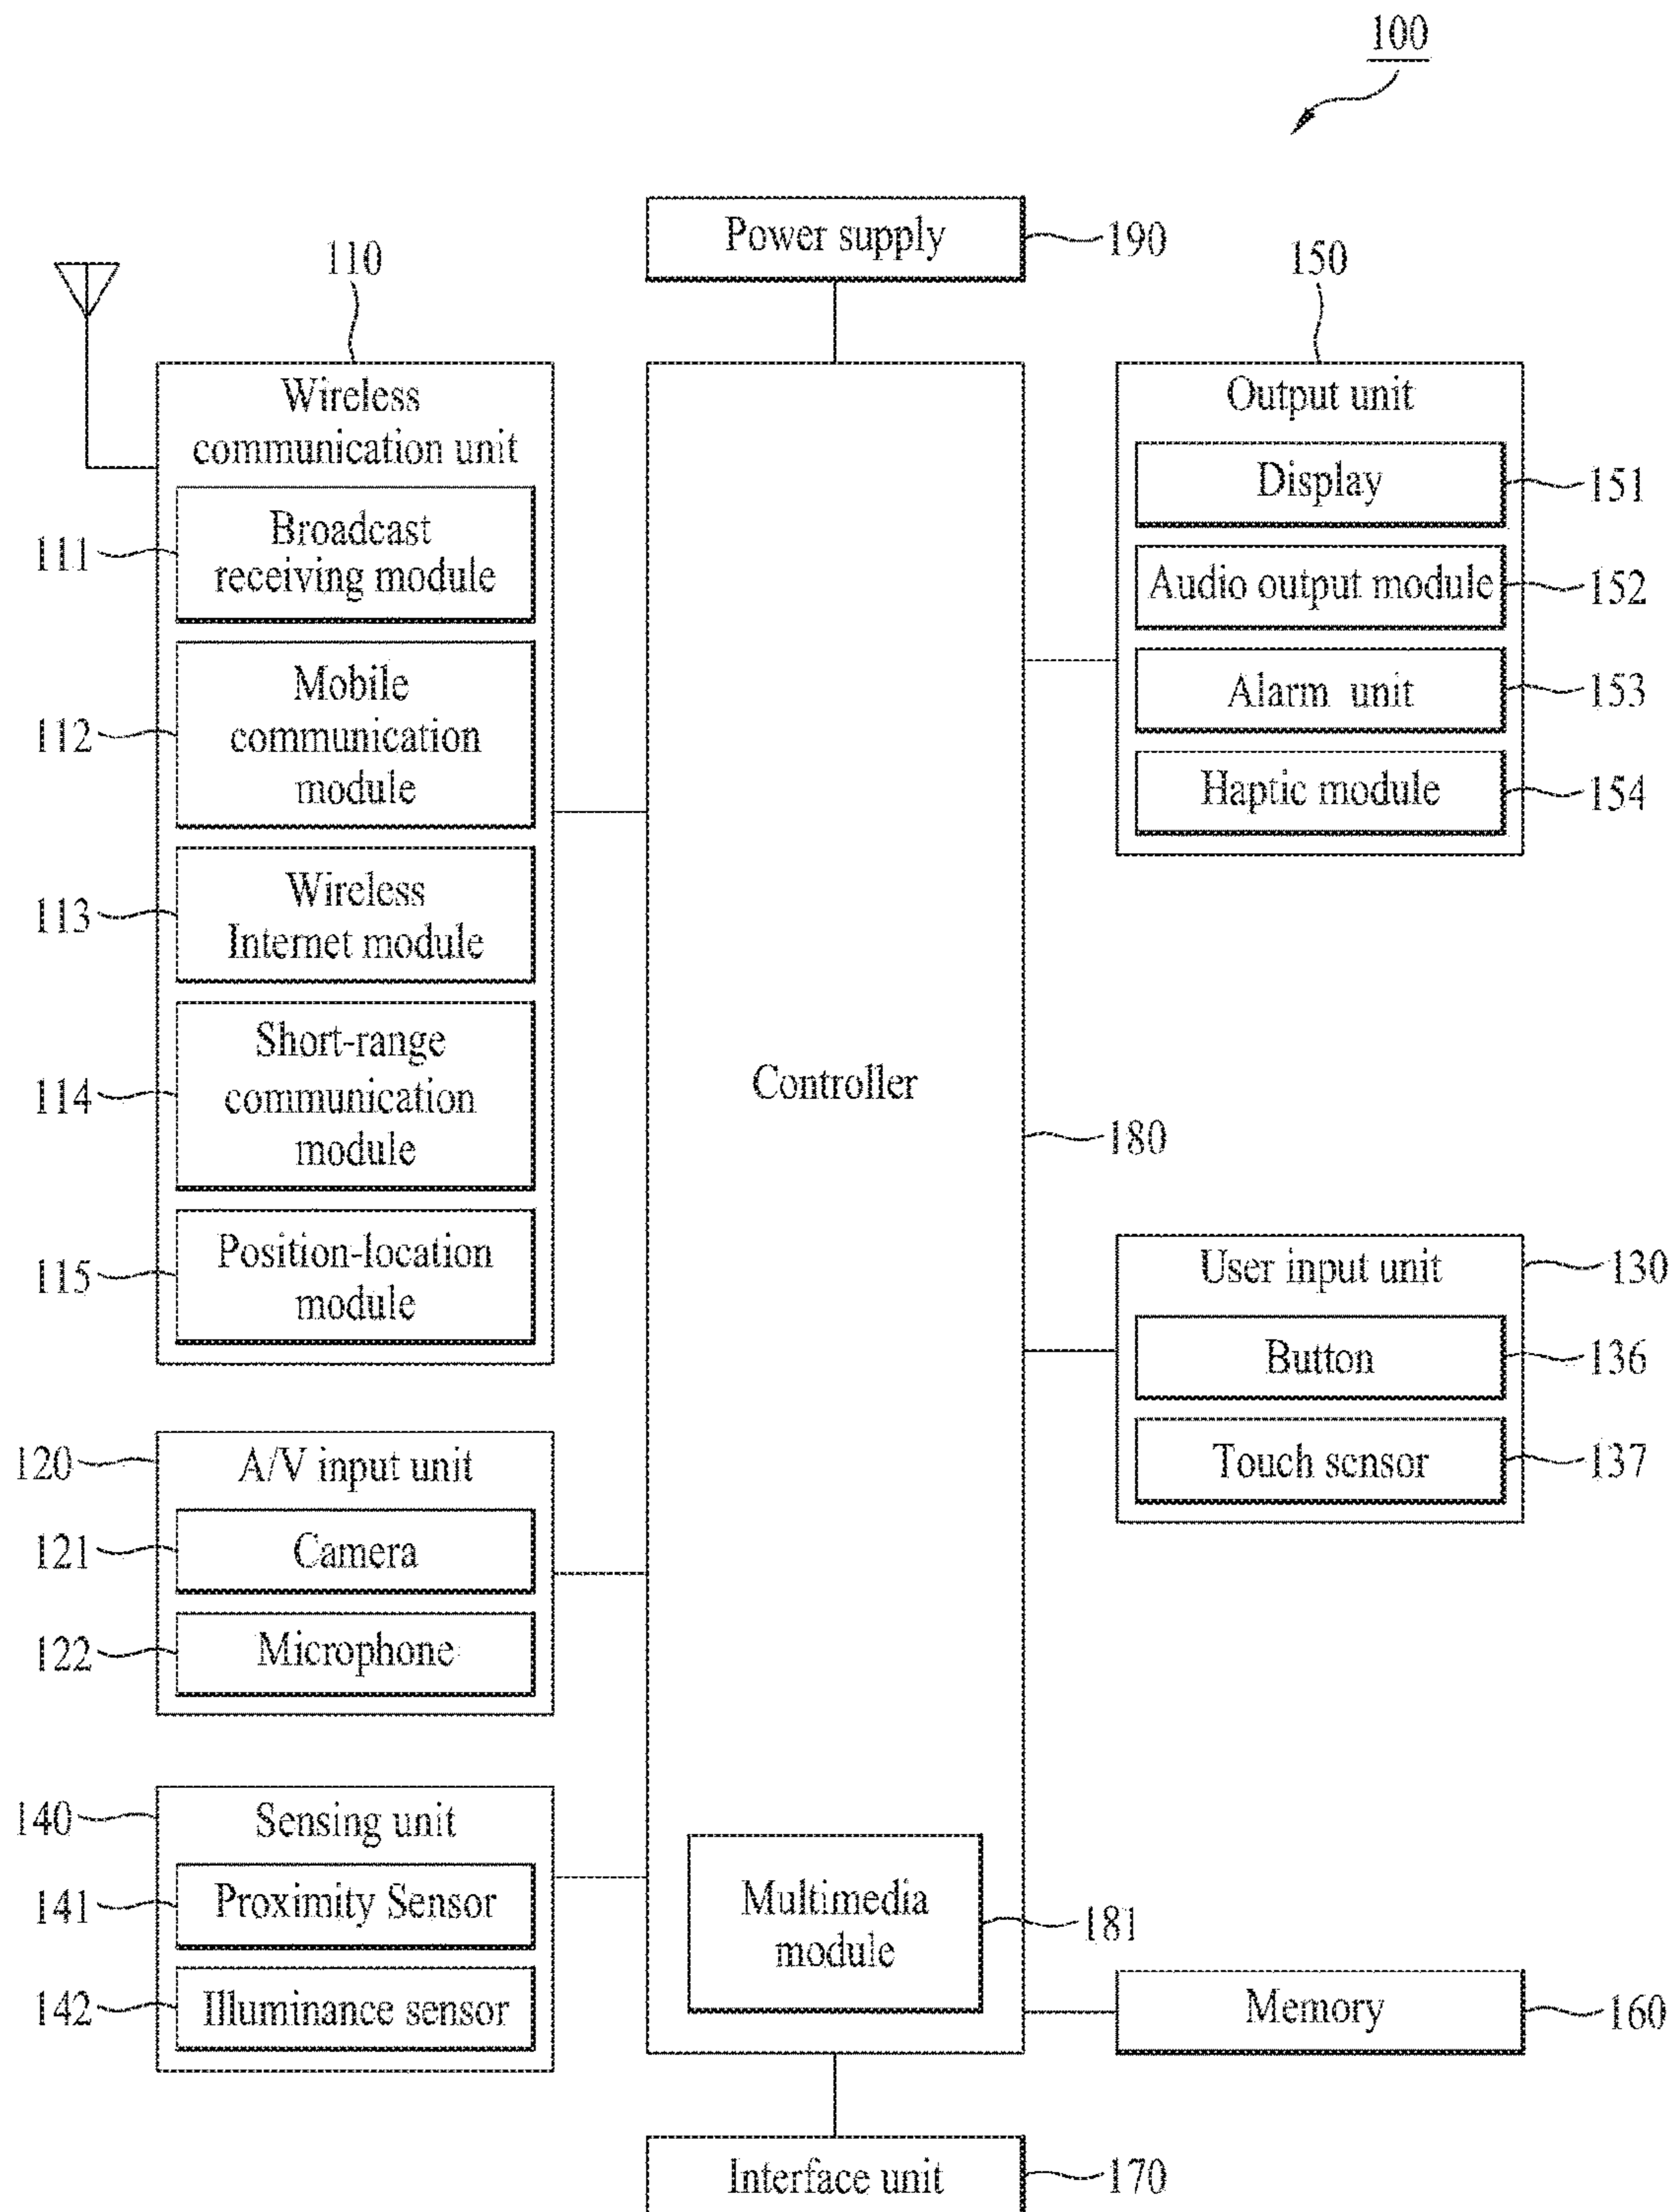 100
Power supply
190
110
Wireless
communication unit
111
Broadcast
receiving module
112
Mobile
communication
module
113
Wireless
Internet module
114
Short-range
communication
module
115
Position-location
module
120
A/V input unit
121
Camera
122
Microphone
140
Sensing unit
141
Proximity Sensor
142
Illuminance sensor
Controller
180
Multimedia
module
181
150
Output unit
Display
151
Audio output module
152
Alarm unit
153
Haptic module
154
User input unit
130
Button
136
Touch sensor
137
Memory
160
Interface unit
170